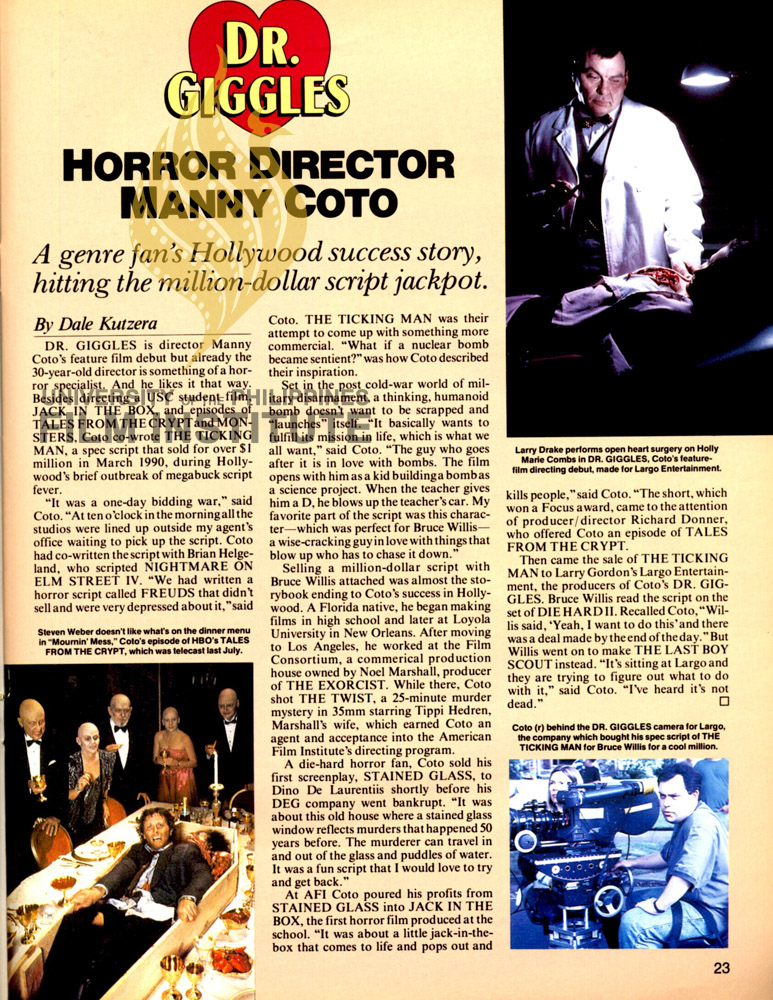 DR.
GIGGLES
HORROR DIRECTOR
MANNY COTO
A genre fan's Hollywood success story,
hitting the million-dollar script jackpot.
By Dale Kutzera
DR. GIGGLES is director Manny
Coto's feature film debut but already the
30-year-old director is something of a hor-
ror specialist. And he likes it that way.
Besides directing a USC student film,
JACK IN THE BOX, and episodes of
TALES FROM THE CRYPT and MON-
STERS, Coto co-wrote THE TICKING
MAN, a spec script that sold for over $1
million in March 1990, during Holly-
wood's brief outbreak of megabuck script
fever.
"It was a one-day bidding war," said
Coto. "At ten o'clock in the morning all the
studios were lined up outside my agent's
office waiting to pick up the script. Coto
had co-written the script with Brian Helge-
land, who scripted NIGHTMARE ON
ELM STREET IV. "We had written a
horror script called FREUDS that didn't
sell and were very depressed about it," said
Steven Weber doesn't like what's on the dinner menu
in "Mournin' Mess," Coto's episode of HBO's TALES
FROM THE CRYPT, which was telecast last July.
Coto. THE TICKING MAN was their
attempt to come up with something more
commercial. "What if a nuclear bomb
became sentient?" was how Coto described
their inspiration.
Set in the post cold-war world of mil-
itary disarmament, a thinking, humanoid
bomb doesn't want to be scrapped and
"launches" itself. "It basically wants to
fulfill its mission in life, which is what we
all want," said Coto. "The guy who goes
after it is in love with bombs. The film
opens with him as a kid building a bomb as
a science project. When the teacher gives
him a D, he blows up the teacher's car. My
favorite part of the script was this charac-
ter—which was perfect for Bruce Willis—
a wise-cracking guy in love with things that
blow up who has to chase it down."
Selling a million-dollar script with
Bruce Willis attached was almost the sto-
rybook ending to Coto's success in Holly-
wood. A Florida native, he began making
films in high school and later at Loyola
University in New Orleans. After moving
to Los Angeles, he worked at the Film
Consortium, a commerical production
house owned by Noel Marshall, producer
of THE EXORCIST. While there, Coto
shot THE TWIST, a 25-minute murder
mystery in 35mm starring Tippi Hedren,
Marshall's wife, which earned Coto an
agent and acceptance into the American
Film Institute's directing program.
A die-hard horror fan, Coto sold his
first screenplay, STAINED GLASS, to
Dino De Laurentiis shortly before his
DEG company went bankrupt. "It was
about this old house where a stained glass
window reflects murders that happened 50
years before. The murderer can travel in
and out of the glass and puddles of water.
It was a fun script that I would love to try
and get back."
At AFI Coto poured his profits from
STAINED GLASS into JACK IN THE
BOX, the first horror film produced at the
school. "It was about a little jack-in-the-
box that comes to life and pops out and
Larry Drake performs open heart surgery on Holly
Marie Combs in DR. GIGGLES, Coto's feature-
film directing debut, made for Largo Entertainment.
kills people," said Coto. "The short, which
won a Focus award, came to the attention
of producer/director Richard Donner,
who offered Coto an episode of TALES
FROM THE CRYPT.
Then came the sale of THE TICKING
MAN to Larry Gordon's Largo Entertain-
ment, the producers of Coto's DR. GIG-
GLES. Bruce Willis read the script on the
set of DIE HARD II. Recalled Coto, "Wil-
lis said, 'Yeah, I want to do this' and there
was a deal made by the end of the day." But
Willis went on to make THE LAST BOY
SCOUT instead. "It's sitting at Largo and
they are trying to figure out what to do
with it," said Coto. "I've heard it's not
dead."
Coto (r) behind the DR. GIGGLES camera for Largo,
the company which bought his spec script of THE
TICKING MAN for Bruce Willis for a cool million.
23
UNIVERSITY OF THE PHILIPPINES
FILM INSTITUTE